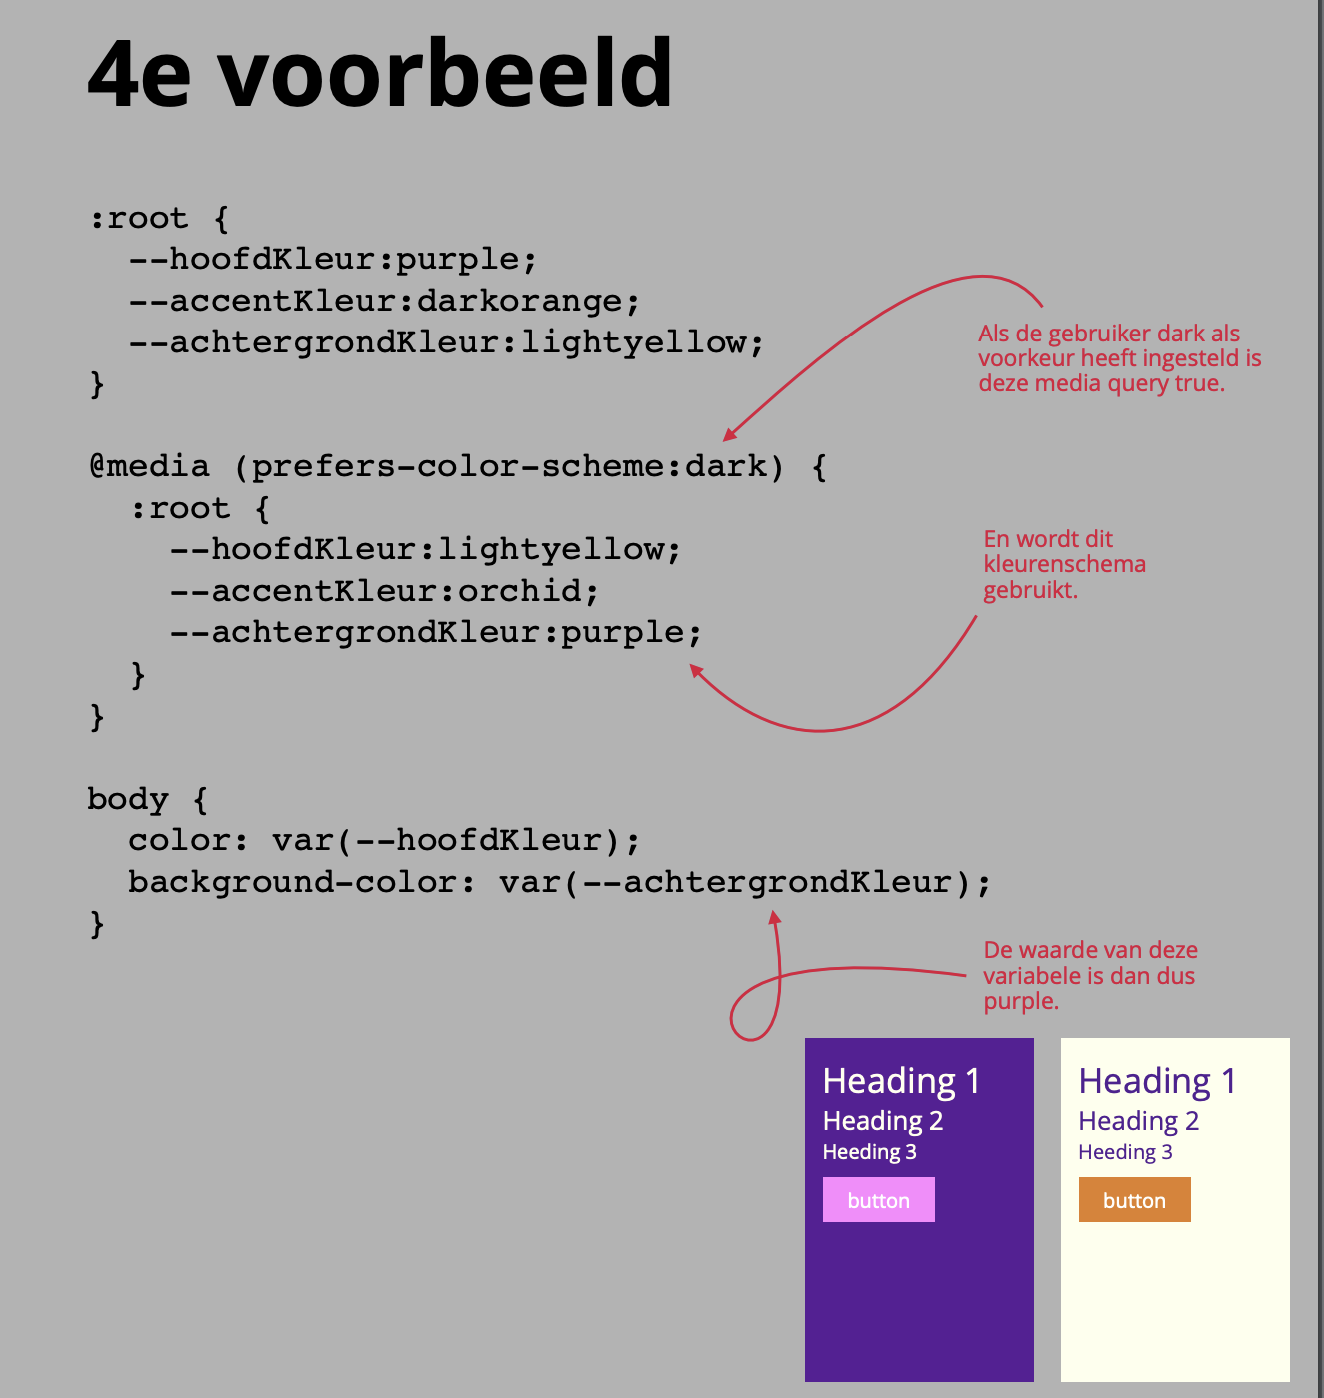 4e voorbeeld
:root {
--hoofdKleur:purple;
--accentKleur:darkorange;
--achtergrondKleur:lightyellow;
}
Als de gebruiker dark als
voorkeur heeft ingesteld is
deze media query true.
@media (prefers-color-scheme:dark) {
:root {
--hoofdKleur:lightyellow;
--accentKleur:orchid;
--achtergrondKleur:purple;
}
}
En wordt dit
kleurenschema
gebruikt.
body {
color: var(--hoofdKleur);
background-color: var(--achtergrondKleur);
}
De waarde van deze
variabele is dan dus
purple.
Heading 1
Heading 2
Heeding 3
button
Heading 1
Heading 2
Heeding 3
button